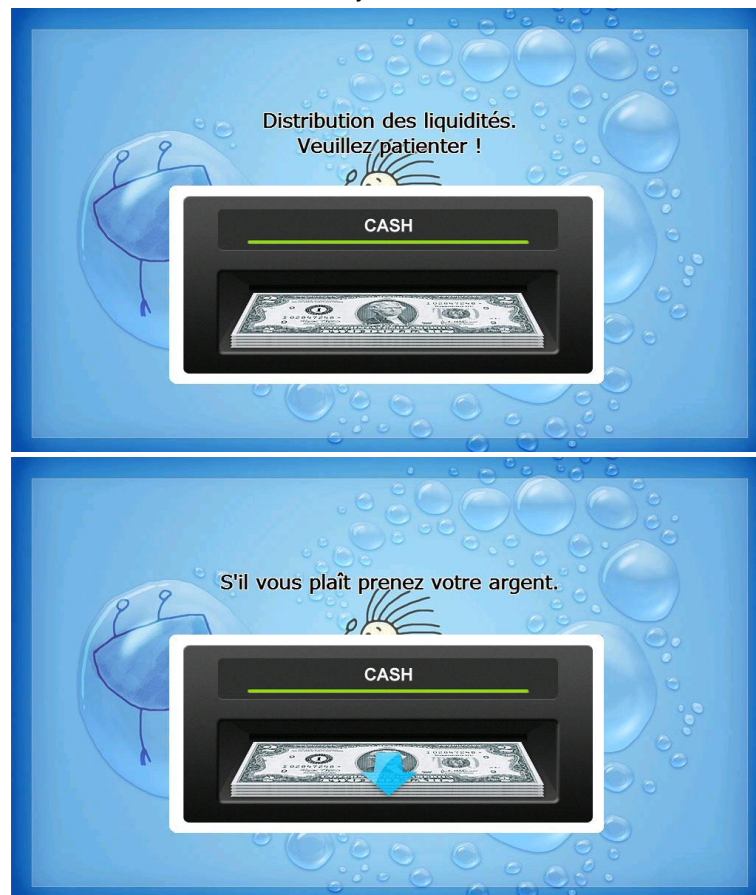 Distribution des liquidités.
Veuillez patienter !
CASH
S'il vous plaît prenez votre argent.
CASH